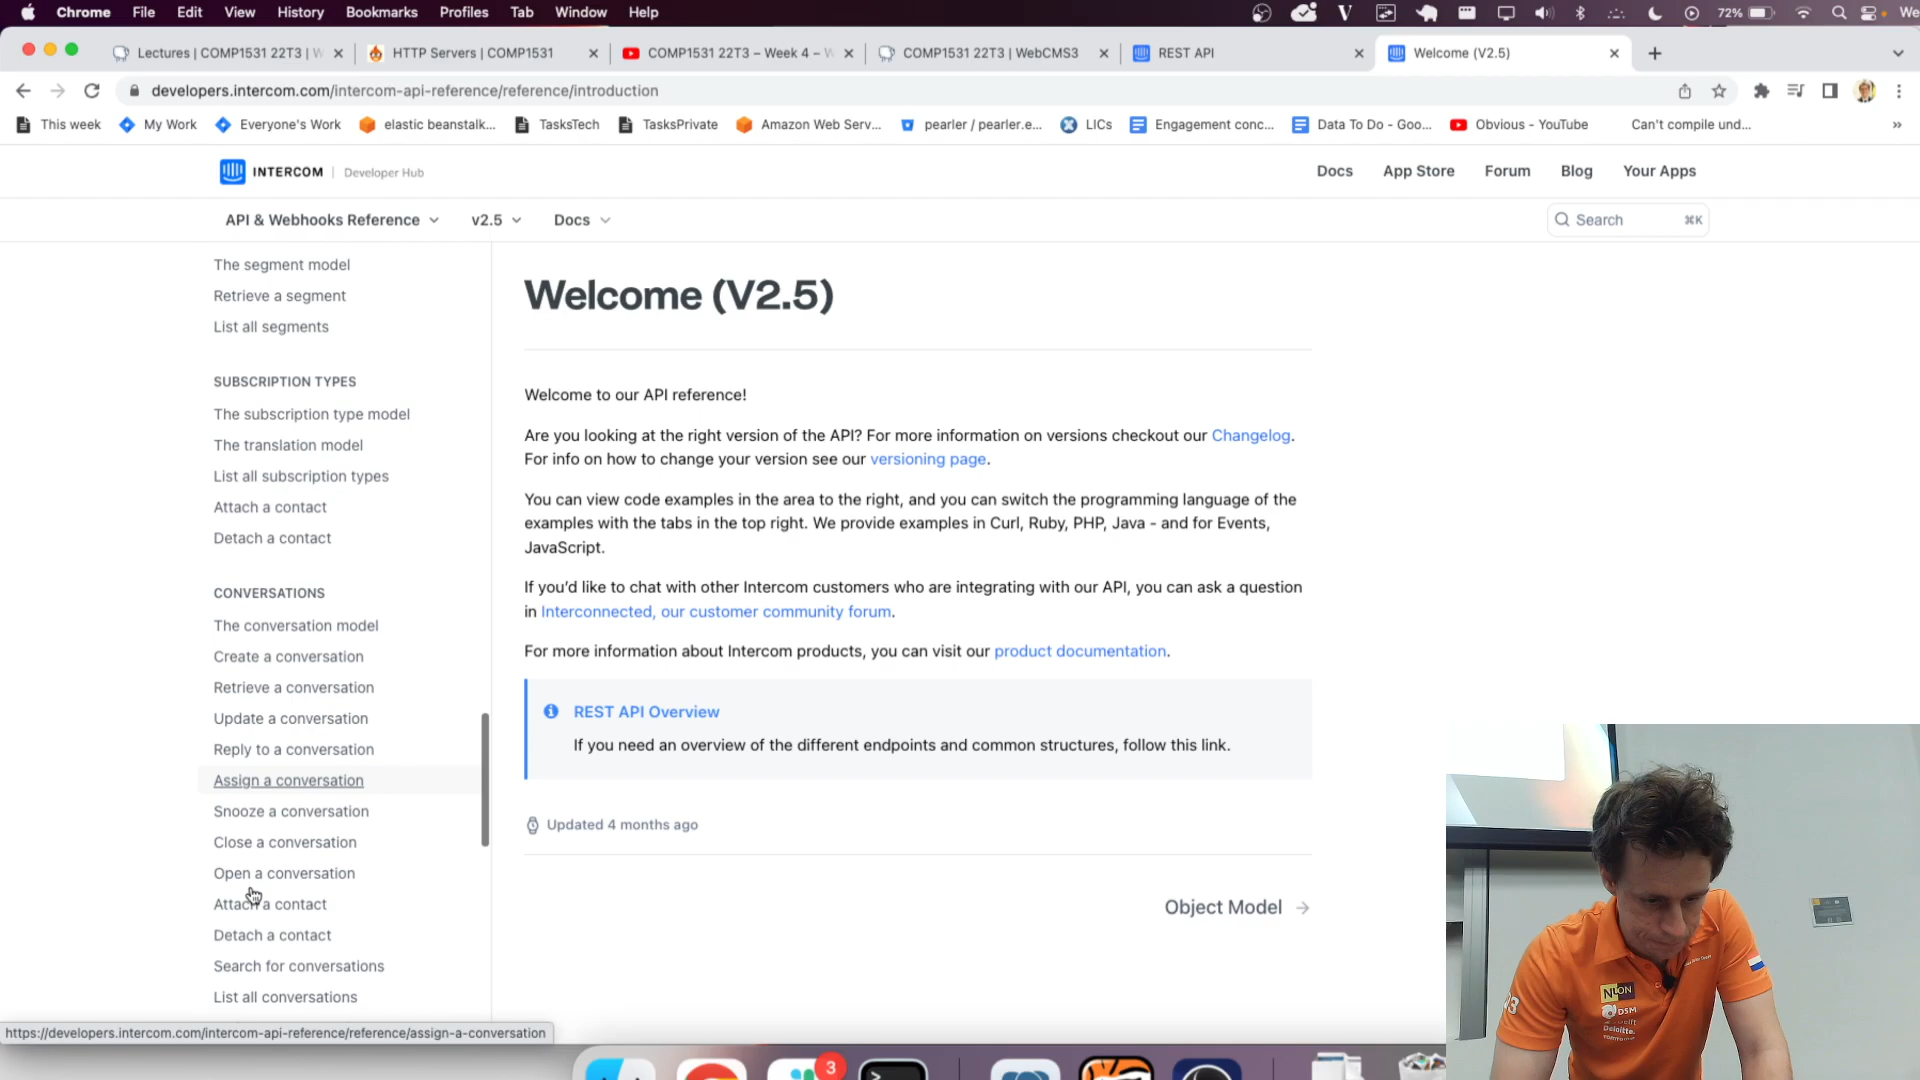 Chrome File Edit View History Bookmarks Profiles Tab Window Help
72%
We
Lectures | COMP1531 22T3 | W
HTTP Servers | COMP1531
COMP1531 22T3 – Week 4 – W
COMP1531 22T3 | WebCMS3
REST API
Welcome (V2.5)
developers.intercom.com/intercom-api-reference/reference/introduction
This week
My Work
Everyone's Work
elastic beanstalk...
TasksTech
TasksPrivate
Amazon Web Serv...
pearler / pearler.e...
LICs
Engagement conc...
Data To Do - Goo...
Obvious - YouTube
Can't compile und...
»
INTERCOM | Developer Hub
Docs App Store Forum Blog Your Apps
API & Webhooks Reference
v2.5
Docs
Search ⌘K
The segment model
Retrieve a segment
List all segments
SUBSCRIPTION TYPES
The subscription type model
The translation model
List all subscription types
Attach a contact
Detach a contact
CONVERSATIONS
The conversation model
Create a conversation
Retrieve a conversation
Update a conversation
Reply to a conversation
Assign a conversation
Snooze a conversation
Close a conversation
Open a conversation
Attach a contact
Detach a contact
Search for conversations
List all conversations
Welcome (V2.5)
Welcome to our API reference!
Are you looking at the right version of the API? For more information on versions checkout our Changelog.
For info on how to change your version see our versioning page.
You can view code examples in the area to the right, and you can switch the programming language of the
examples with the tabs in the top right. We provide examples in Curl, Ruby, PHP, Java - and for Events,
JavaScript.
If you'd like to chat with other Intercom customers who are integrating with our API, you can ask a question
in Interconnected, our customer community forum.
For more information about Intercom products, you can visit our product documentation.
REST API Overview
If you need an overview of the different endpoints and common structures, follow this link.
Updated 4 months ago
Object Model
https://developers.intercom.com/intercom-api-reference/reference/assign-a-conversation
3
NLON
DSM
Deloitte.